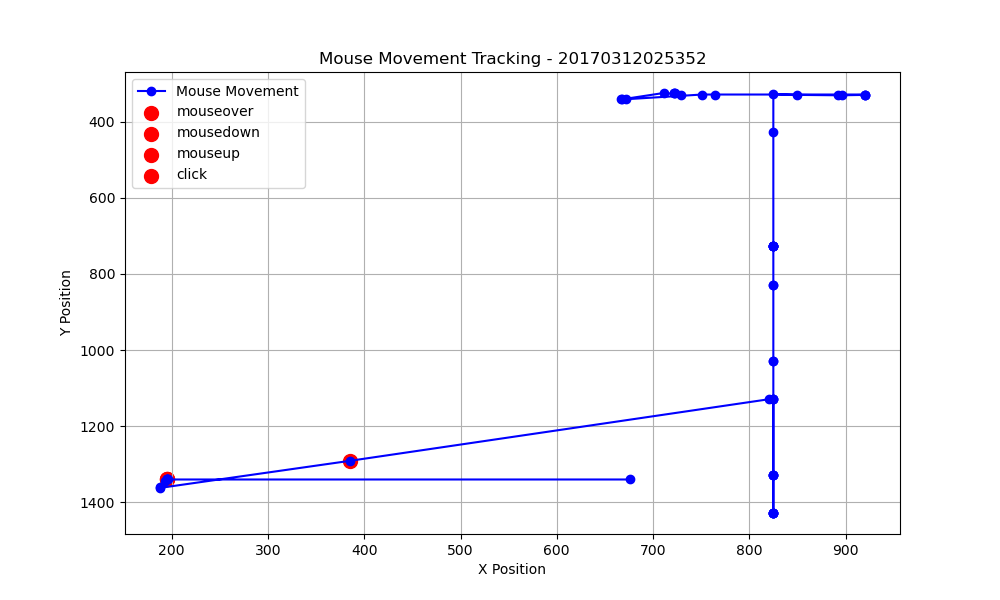 Mouse Movement Tracking - 20170312025352
Mouse Movement
mouseover
mousedown
mouseup
click
Y Position
400
600
800
1000
1200
1400
200 300 400 500 600 700 800 900
X Position